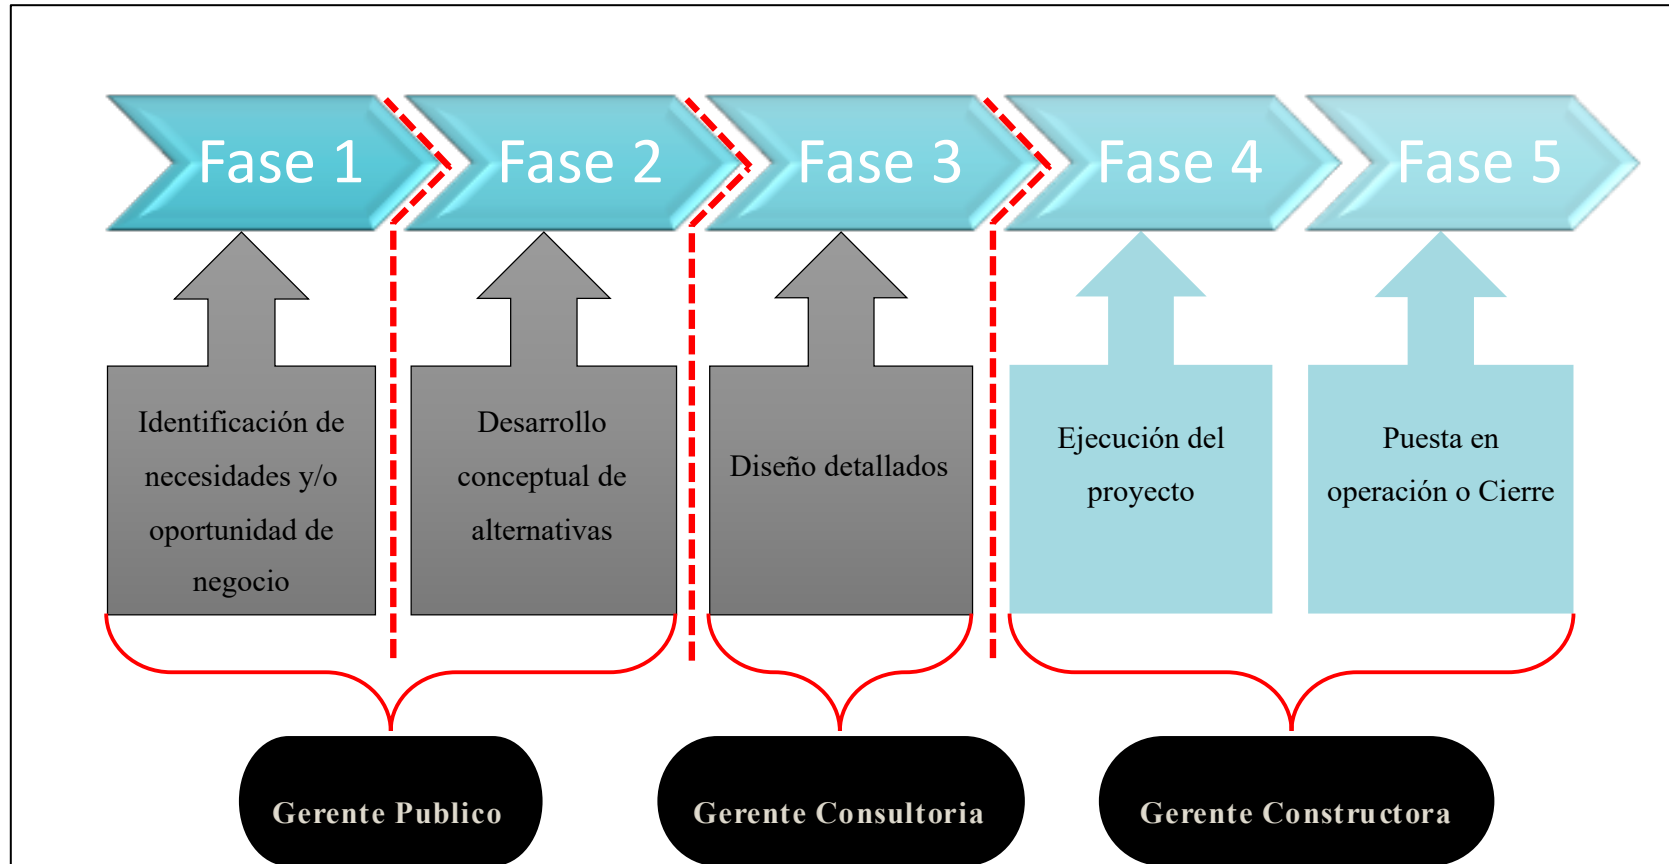 Fase 1
Fase 2
Fase 3
Fase 4
Fase 5
Identificación de
necesidades y/o
oportunidad de
negocio
Desarrollo
conceptual de
alternativas
Diseño detallados
Ejecución del
proyecto
Puesta en
operación o Cierre
Gerente Publico
Gerente Consultoria
Gerente Constructora